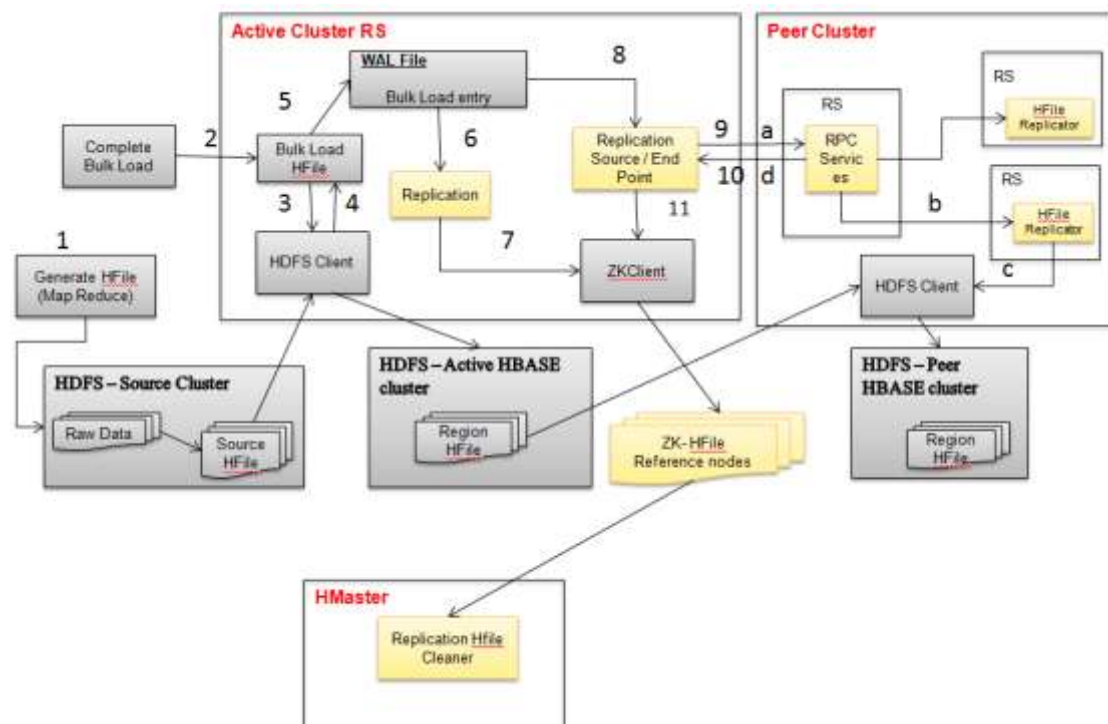 Active Cluster RS
Peer Cluster
WAL File
Bulk Load entry
8
5
6
2
Complete
Bulk Load
Bulk Load
HFile
3
4
Replication
7
Replication
Source / End
Point
9
a
10
d
11
RS
RPC
Servic
es
RS
HFile
Replicator
RS
b
HFile
Replicator
c
1
Generate HFile
(Map Reduce)
HDFS Client
ZKClient
HDFS Client
HDFS – Source Cluster
Raw Data
Source
HFile
HDFS – Active HBASE
cluster
Region
HFile
ZK- HFile
Reference nodes
HDFS – Peer
HBASE cluster
Region
HFile
HMaster
Replication Hfile
Cleaner